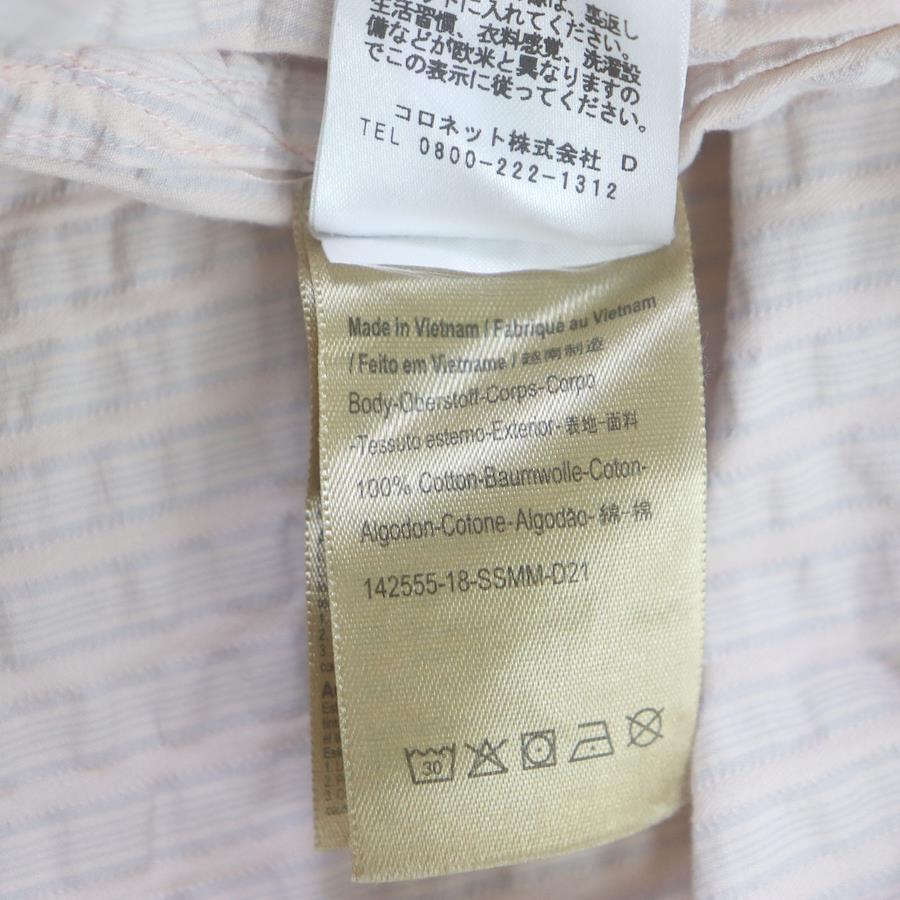 裏返し
ットに入れてください。
生活習慣、衣料感覚、洗濯設
備などが欧米と異なりますの
でこの表示に従ってください。
コロネット株式会社 D
TEL 0800-222-1312
Made in Vietnam / Fabriqué au Vietnam
/ Feito em Vietname / 越南制造
Body-Oberstoff-Corps-Corpo
-Tessuto esterno-Exterior-表地-面料
100% Cotton-Baumwolle-Coton-
Algodon-Cotone-Algodão-綿-棉
142555-18-SSMM-D21
30